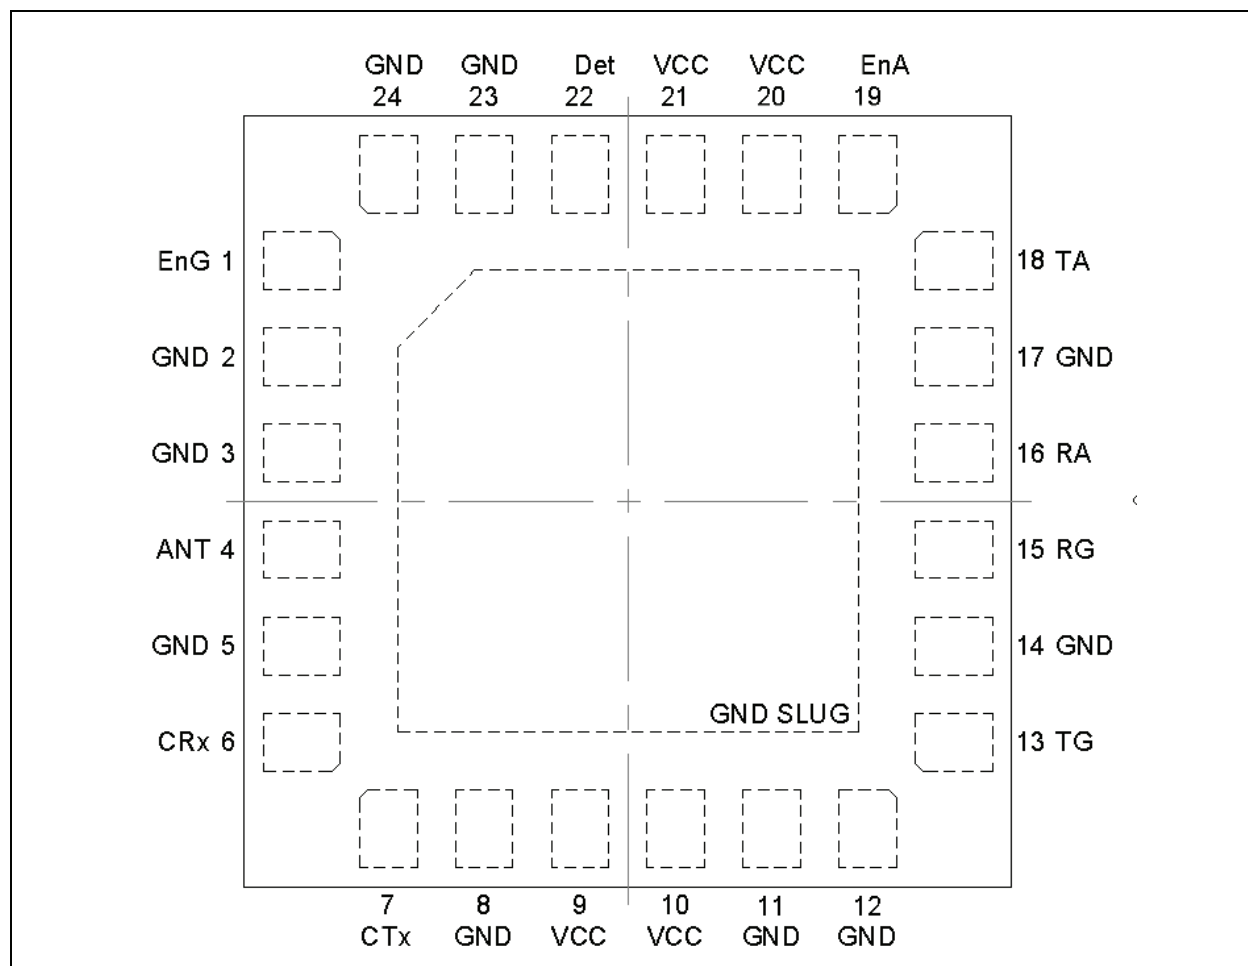 GND GND Det VCC VCC EnA
24 23 22 21 20 19
EnG 1 18 TA
GND 2 17 GND
GND 3 16 RA
ANT 4 15 RG
GND 5 14 GND
GND SLUG
CRx 6 13 TG
7 8 9 10 11 12
CTx GND VCC VCC GND GND